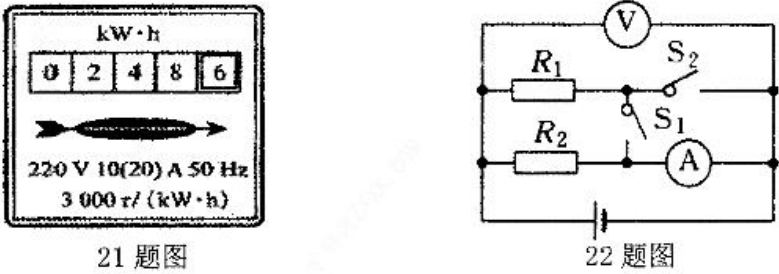 kW·h
0 2 4 8 6
220 V 10(20) A 50 Hz
3 000 r/(kW·h)
21 题图
V
S2
R1
S1
R2
A
22 题图